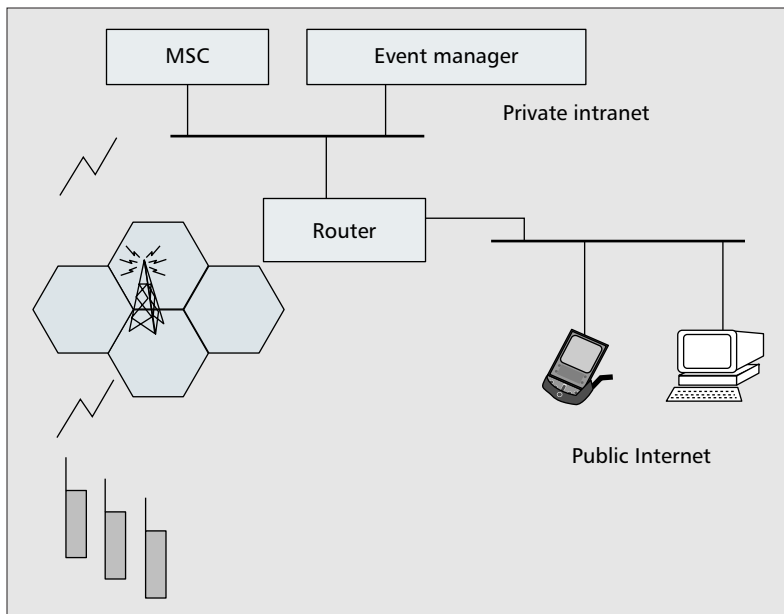 MSC
Event manager
Private intranet
Router
Public Internet